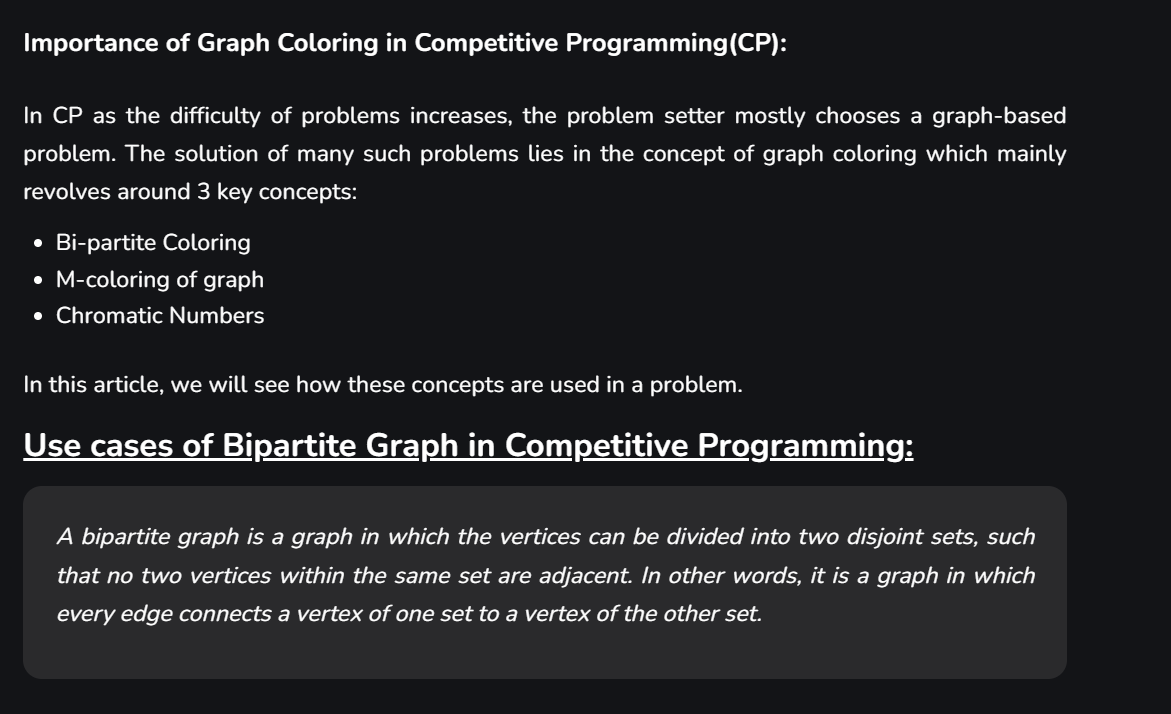 Importance of Graph Coloring in Competitive Programming(CP):
In CP as the difficulty of problems increases, the problem setter mostly chooses a graph-based
problem. The solution of many such problems lies in the concept of graph coloring which mainly
revolves around 3 key concepts:
• Bi-partite Coloring
• M-coloring of graph
• Chromatic Numbers
In this article, we will see how these concepts are used in a problem.
Use cases of Bipartite Graph in Competitive Programming:
A bipartite graph is a graph in which the vertices can be divided into two disjoint sets, such
that no two vertices within the same set are adjacent. In other words, it is a graph in which
every edge connects a vertex of one set to a vertex of the other set.